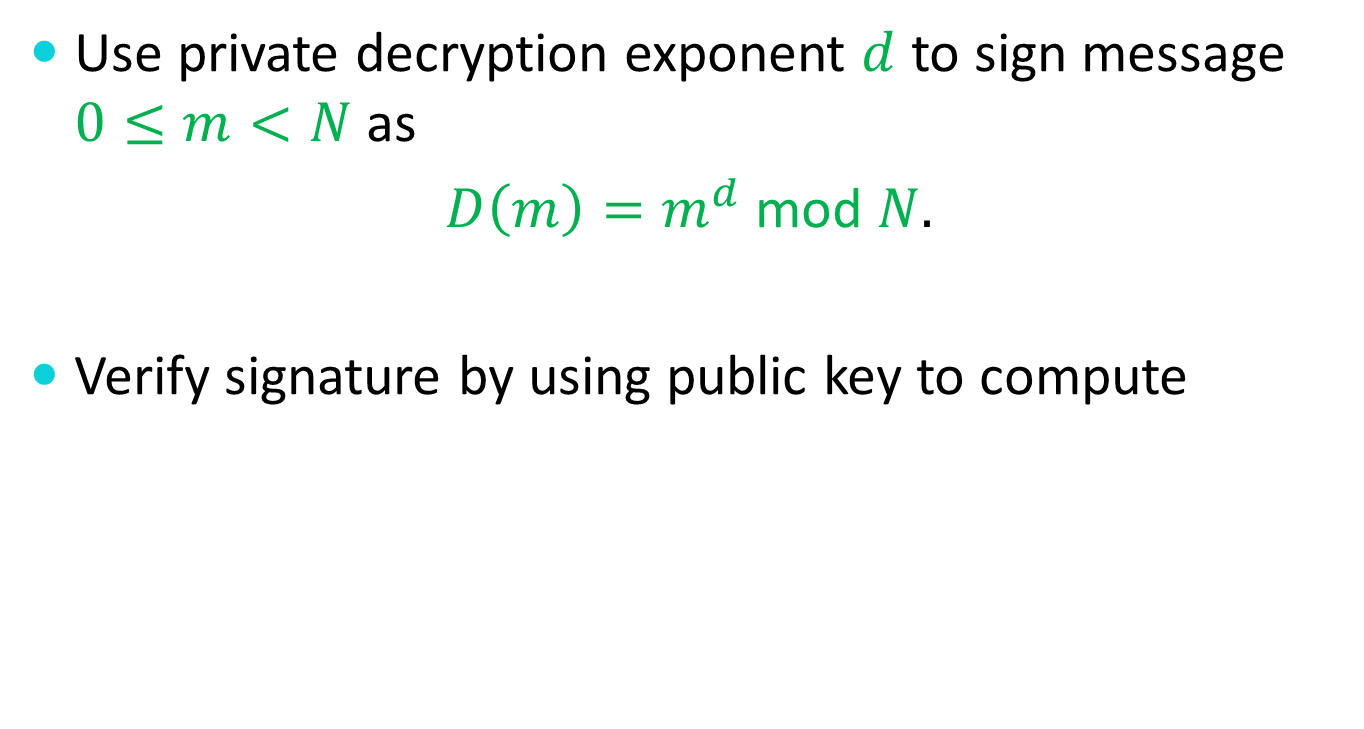 • Use private decryption exponent d to sign message
0 ≤ m < N as
D(m) = m^d mod N.
• Verify signature by using public key to compute